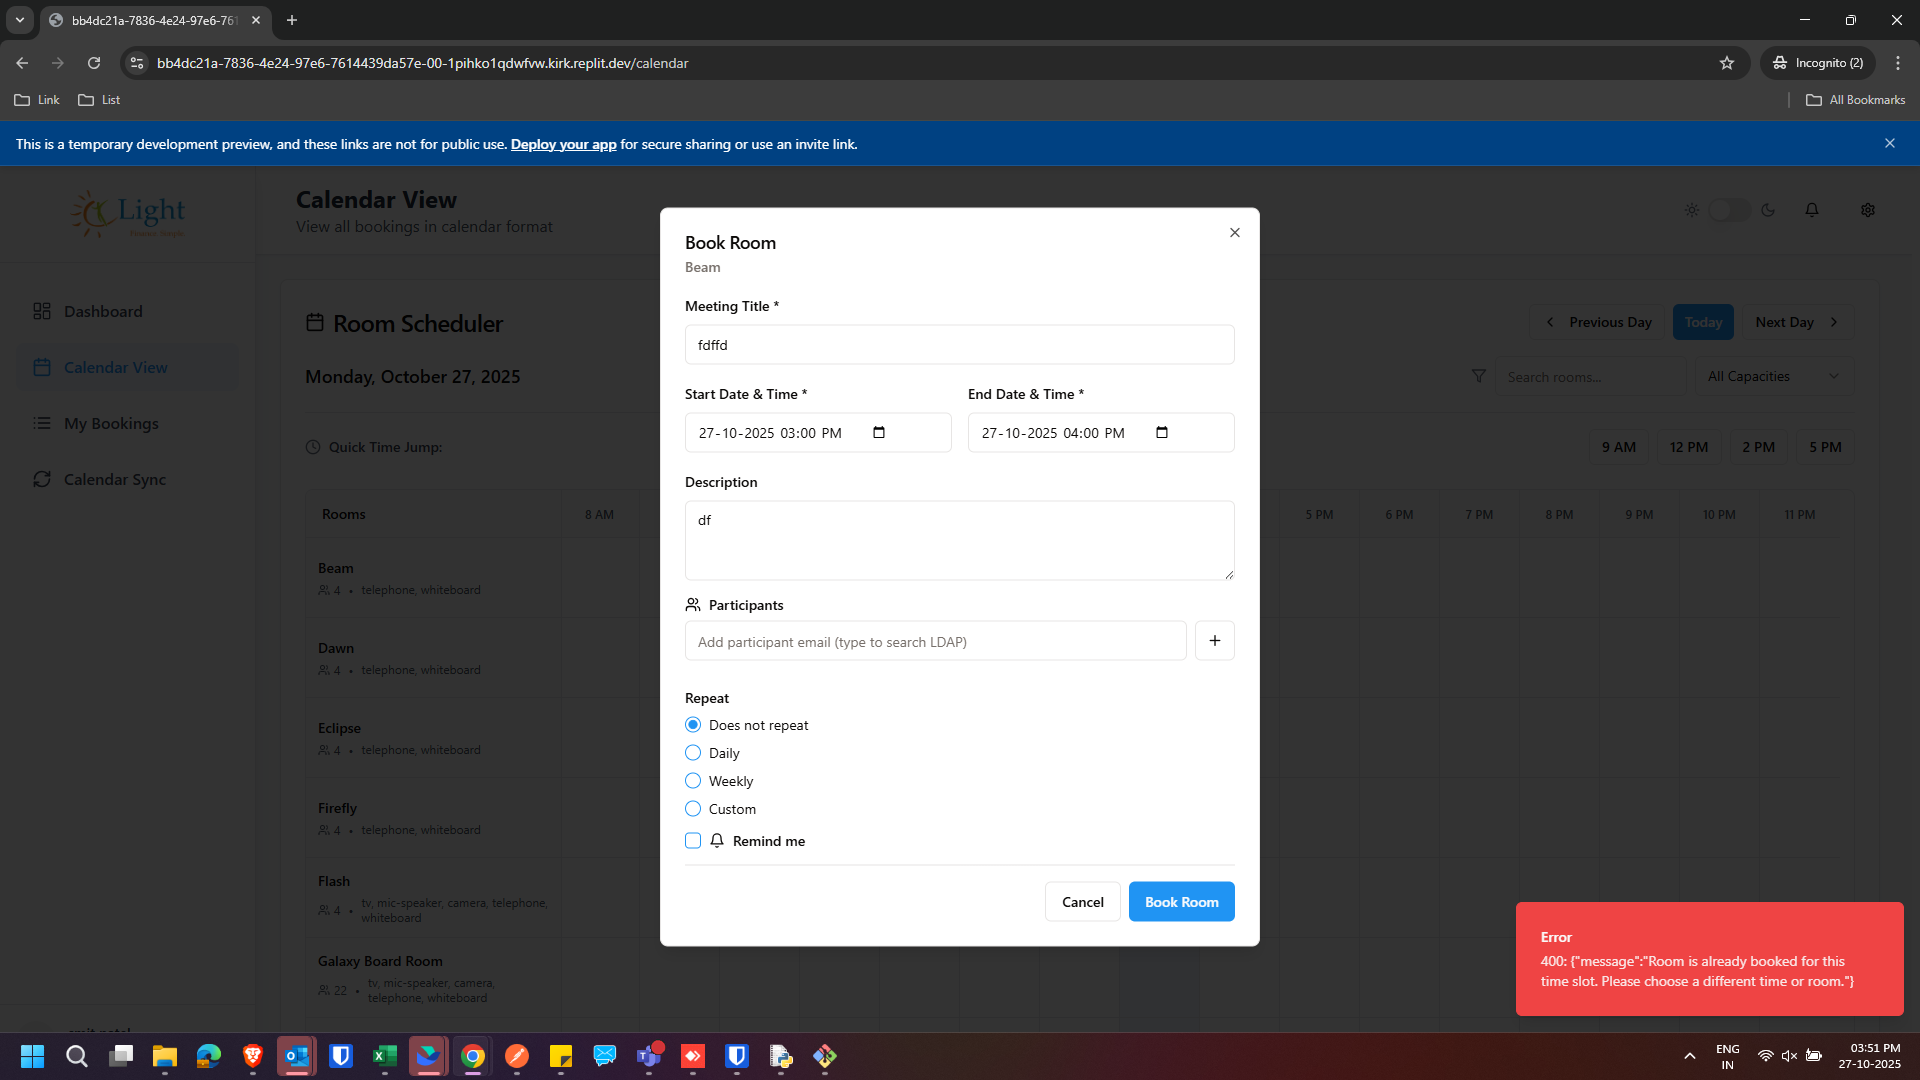 bb4dc21a-7836-4e24-97e6-761
bb4dc21a-7836-4e24-97e6-7614439da57e-00-1pihko1qdwfvw.kirk.replit.dev/calendar
Incognito (2)
Link
List
All Bookmarks
This is a temporary development preview, and these links are not for public use. Deploy your app for secure sharing or use an invite link.
Light
Finance Simple
Calendar View
View all bookings in calendar format
Dashboard
Calendar View
My Bookings
Calendar Sync
Room Scheduler
Previous Day
Today
Next Day
Monday, October 27, 2025
Search rooms...
All Capacities
Quick Time Jump:
9 AM
12 PM
2 PM
5 PM
Rooms
8 AM
5 PM
6 PM
7 PM
8 PM
9 PM
10 PM
11 PM
Beam
4 • telephone, whiteboard
Dawn
4 • telephone, whiteboard
Eclipse
4 • telephone, whiteboard
Firefly
4 • telephone, whiteboard
Flash
4 • tv, mic-speaker, camera, telephone,
whiteboard
Galaxy Board Room
22 • tv, mic-speaker, camera,
telephone, whiteboard
Book Room
Beam
Meeting Title *
fdffd
Start Date & Time *
End Date & Time *
27-10-2025 03:00 PM
27-10-2025 04:00 PM
Description
df
Participants
Add participant email (type to search LDAP)
Repeat
Does not repeat
Daily
Weekly
Custom
Remind me
Cancel
Book Room
Error
400: {"message":"Room is already booked for this
time slot. Please choose a different time or room."}
ENG
IN
03:51 PM
27-10-2025